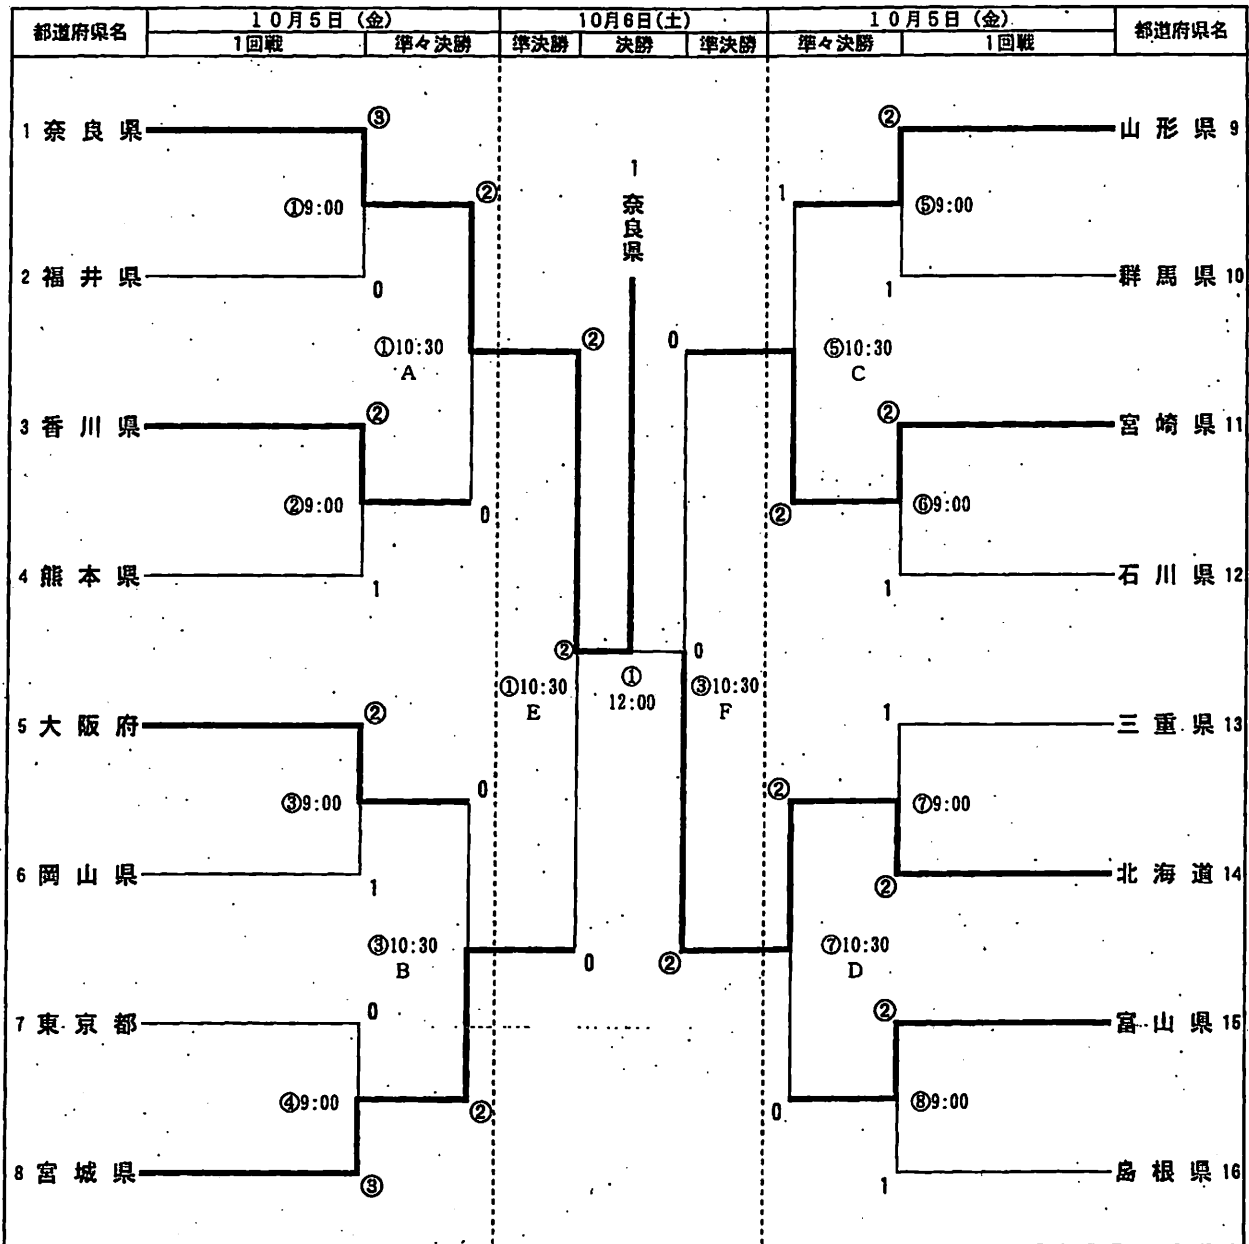 都道府県名 10月5日(金) 10月6日(土) 10月5日(金) 都道府県名
1回戦 準々決勝 準決勝 決勝 準決勝 準々決勝 1回戦
1 奈良県 ③ ② 山形県 9
1 奈良県
② 1
①9:00 ⑤9:00
2 福井県 0 1 群馬県 10
② 0
①10:30 ⑤10:30
A C
3 香川県 ② ② 宮崎県 11
②9:00 ⑥9:00
0 ②
4 熊本県 1 1 石川県 12
② 0
①10:30 ① ③10:30
E 12:00 F
5 大阪府 ② 1 三重県 13
0 ②
③9:00 ⑦9:00
6 岡山県 1 ② 北海道 14
③10:30 ⑦10:30
B D
0 ②
7 東京都 0 ② 富山県 15
④9:00 ⑧9:00
② 0
8 宮城県 ③ 1 島根県 16